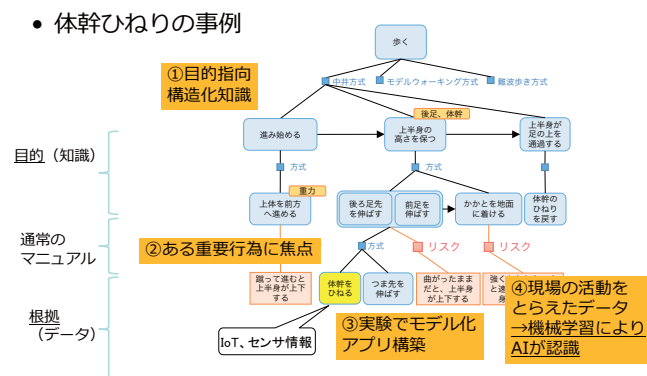 • 体幹ひねりの事例
歩く
①目的指向
構造化知識
中井方式
モデルウォーキング方式
難波歩き方式
後足、体幹
進み始める
上半身の
高さを保つ
上半身が
足の上を
通過する
目的（知識）
方式
方式
重力
上体を前方
へ進める
後ろ足先
を伸ばす
前足を
伸ばす
かかとを地面
に着ける
体幹の
ひねり
を戻す
通常の
マニュアル
②ある重要行為に焦点
方式
リスク
リスク
蹴って進むと
上半身が上下
する
体幹を
ひねる
つま先を
伸ばす
曲がったまま
だと、上半身
が上下する
強く
と速
身
④現場の活動を
とらえたデータ
→機械学習により
AIが認識
根拠
（データ）
IoT、センサ情報
③実験でモデル化
アプリ構築